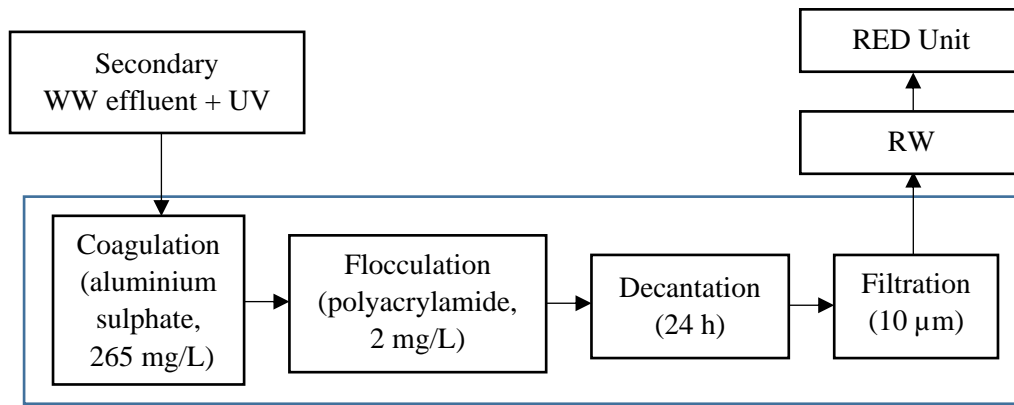 Secondary
WW effluent + UV
Coagulation
(aluminium
sulphate,
265 mg/L)
Flocculation
(polyacrylamide,
2 mg/L)
Decantation
(24 h)
Filtration
(10 µm)
RW
RED Unit